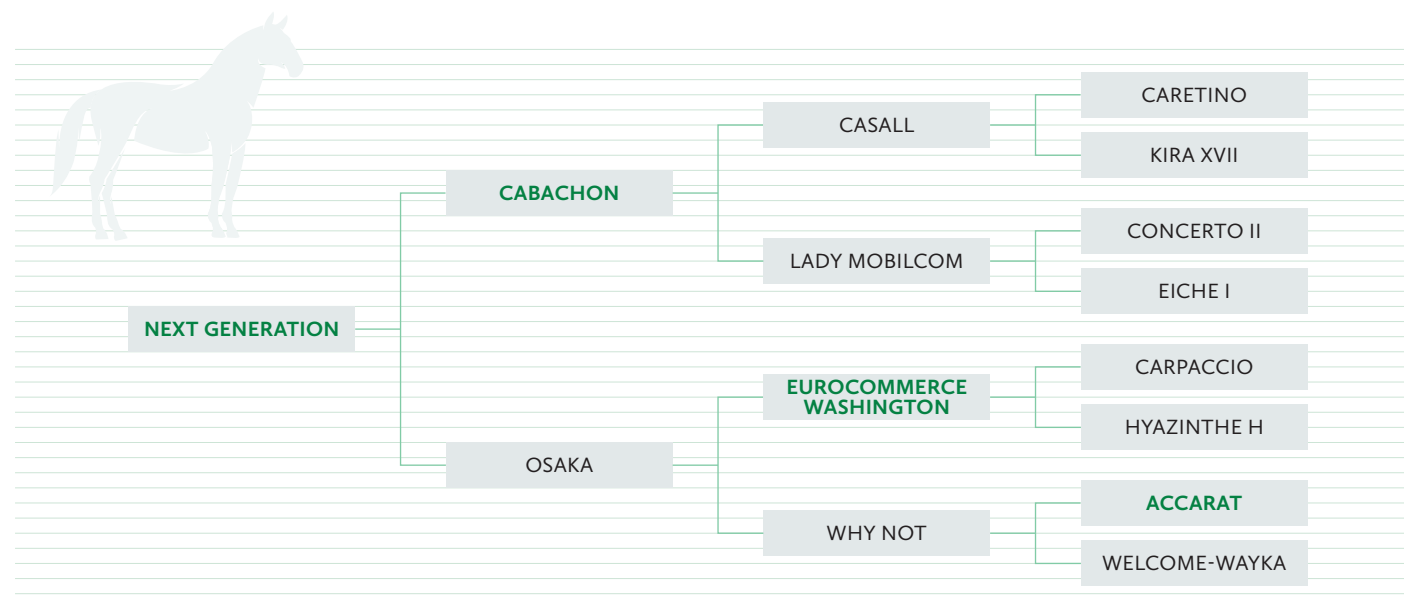 CARETINO
CASALL
KIRA XVII
CABACHON
CONCERTO II
LADY MOBILCOM
EICHE I
NEXT GENERATION
CARPACCIO
EUROCOMMERCE
WASHINGTON
HYAZINTHE H
OSAKA
ACCARAT
WHY NOT
WELCOME-WAYKA